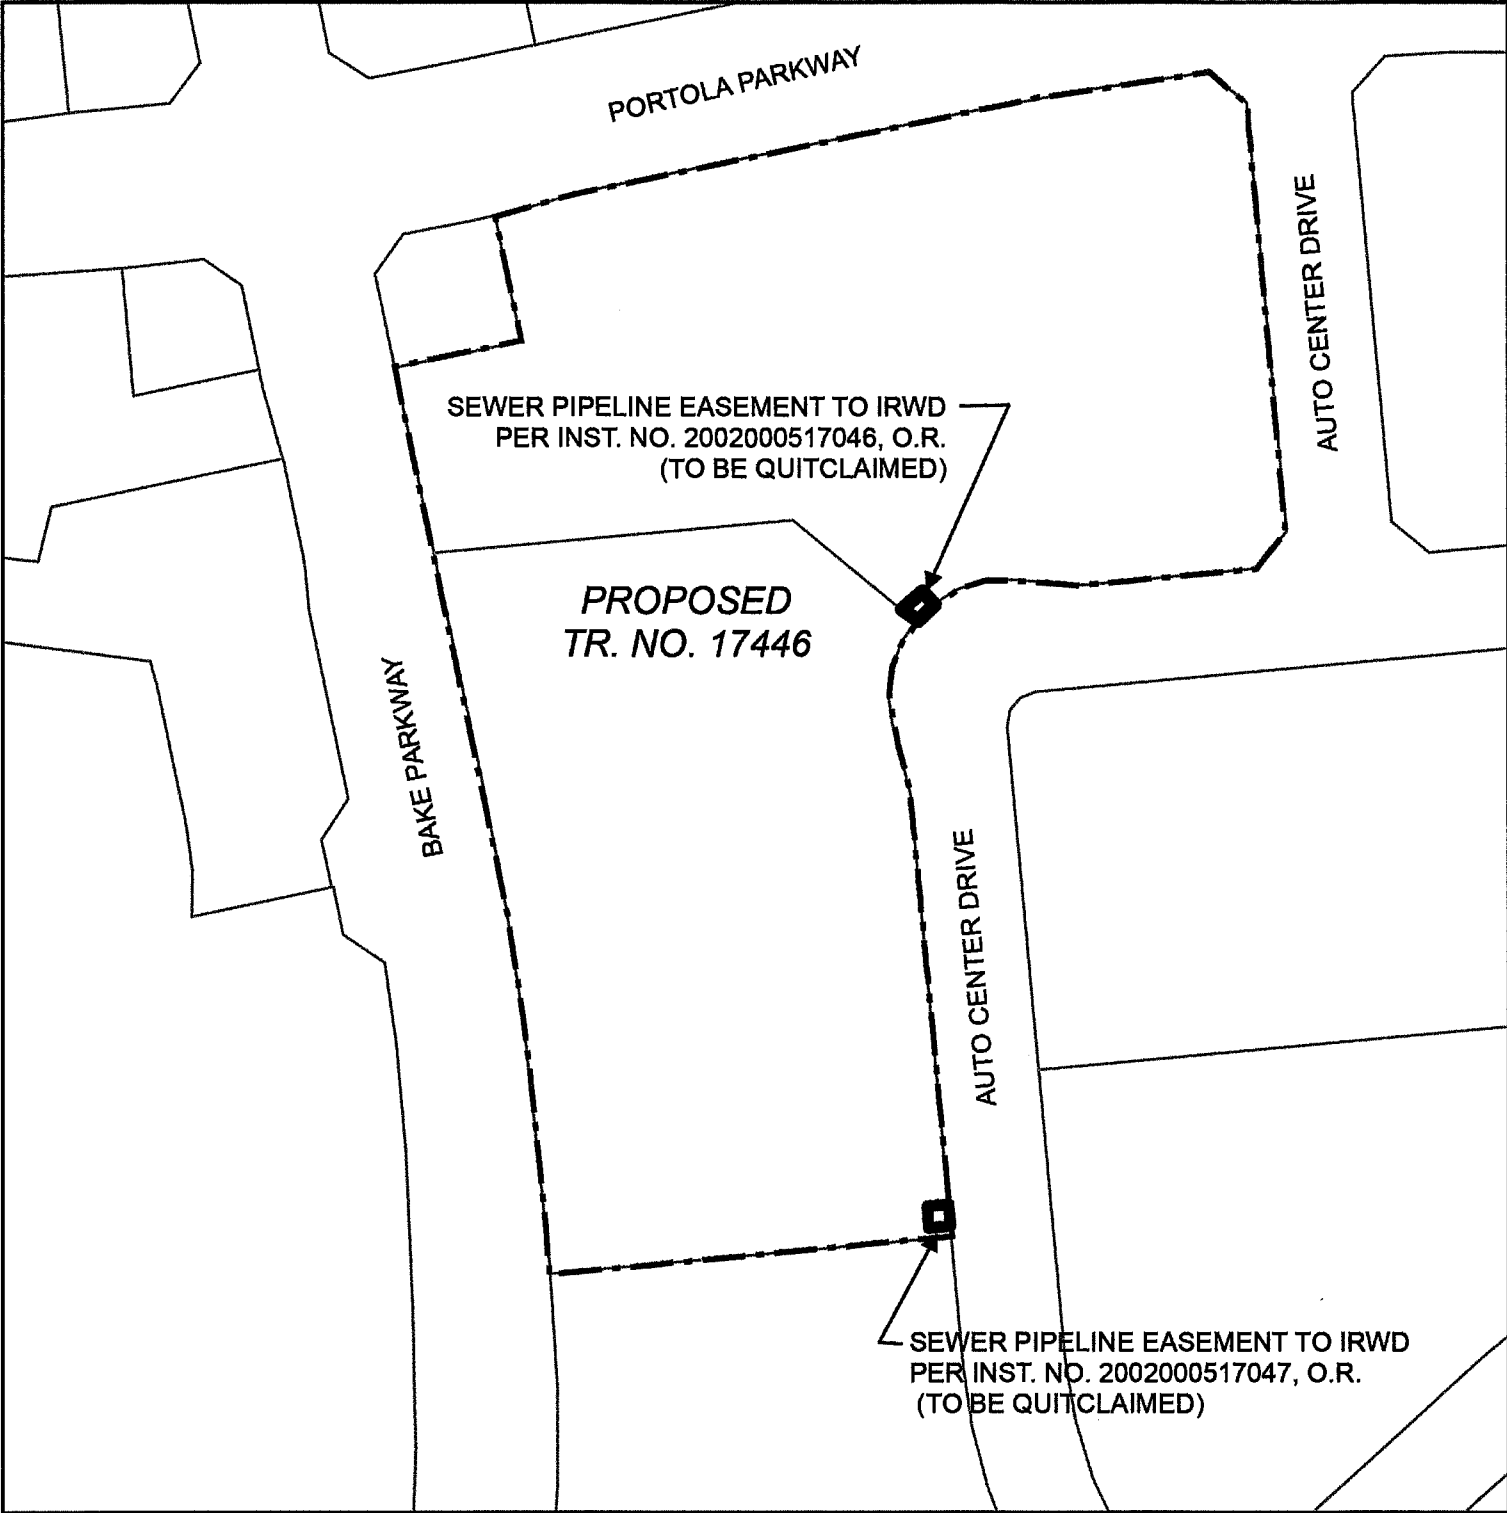 PORTOLA PARKWAY
AUTO CENTER DRIVE
SEWER PIPELINE EASEMENT TO IRWD
PER INST. NO. 2002000517046, O.R.
(TO BE QUITCLAIMED)
PROPOSED
TR. NO. 17446
BAKE PARKWAY
AUTO CENTER DRIVE
SEWER PIPELINE EASEMENT TO IRWD
PER INST. NO. 2002000517047, O.R.
(TO BE QUITCLAIMED)